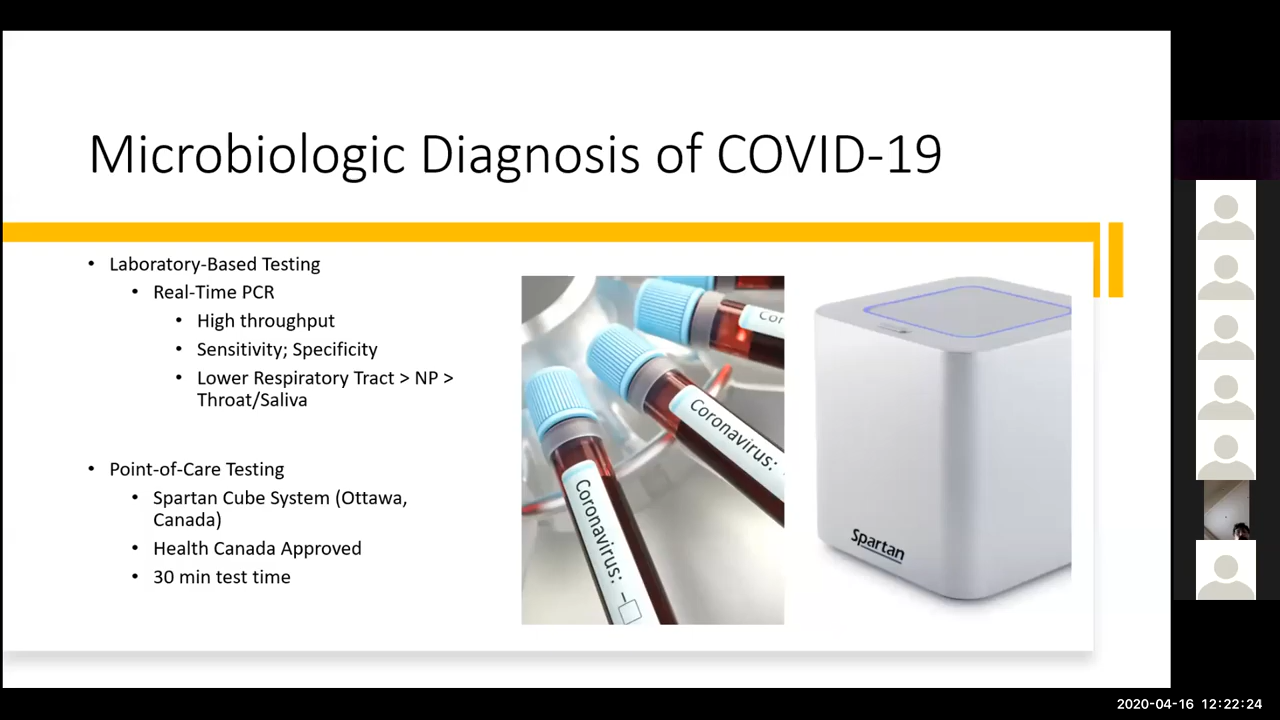 Microbiologic Diagnosis of COVID-19
• Laboratory-Based Testing
• Real-Time PCR
• High throughput
• Sensitivity; Specificity
• Lower Respiratory Tract > NP >
Throat/Saliva
• Point-of-Care Testing
• Spartan Cube System (Ottawa,
Canada)
• Health Canada Approved
• 30 min test time
Coronavirus:
Coronavirus:
Spartan
2020-04-16 12:22:24